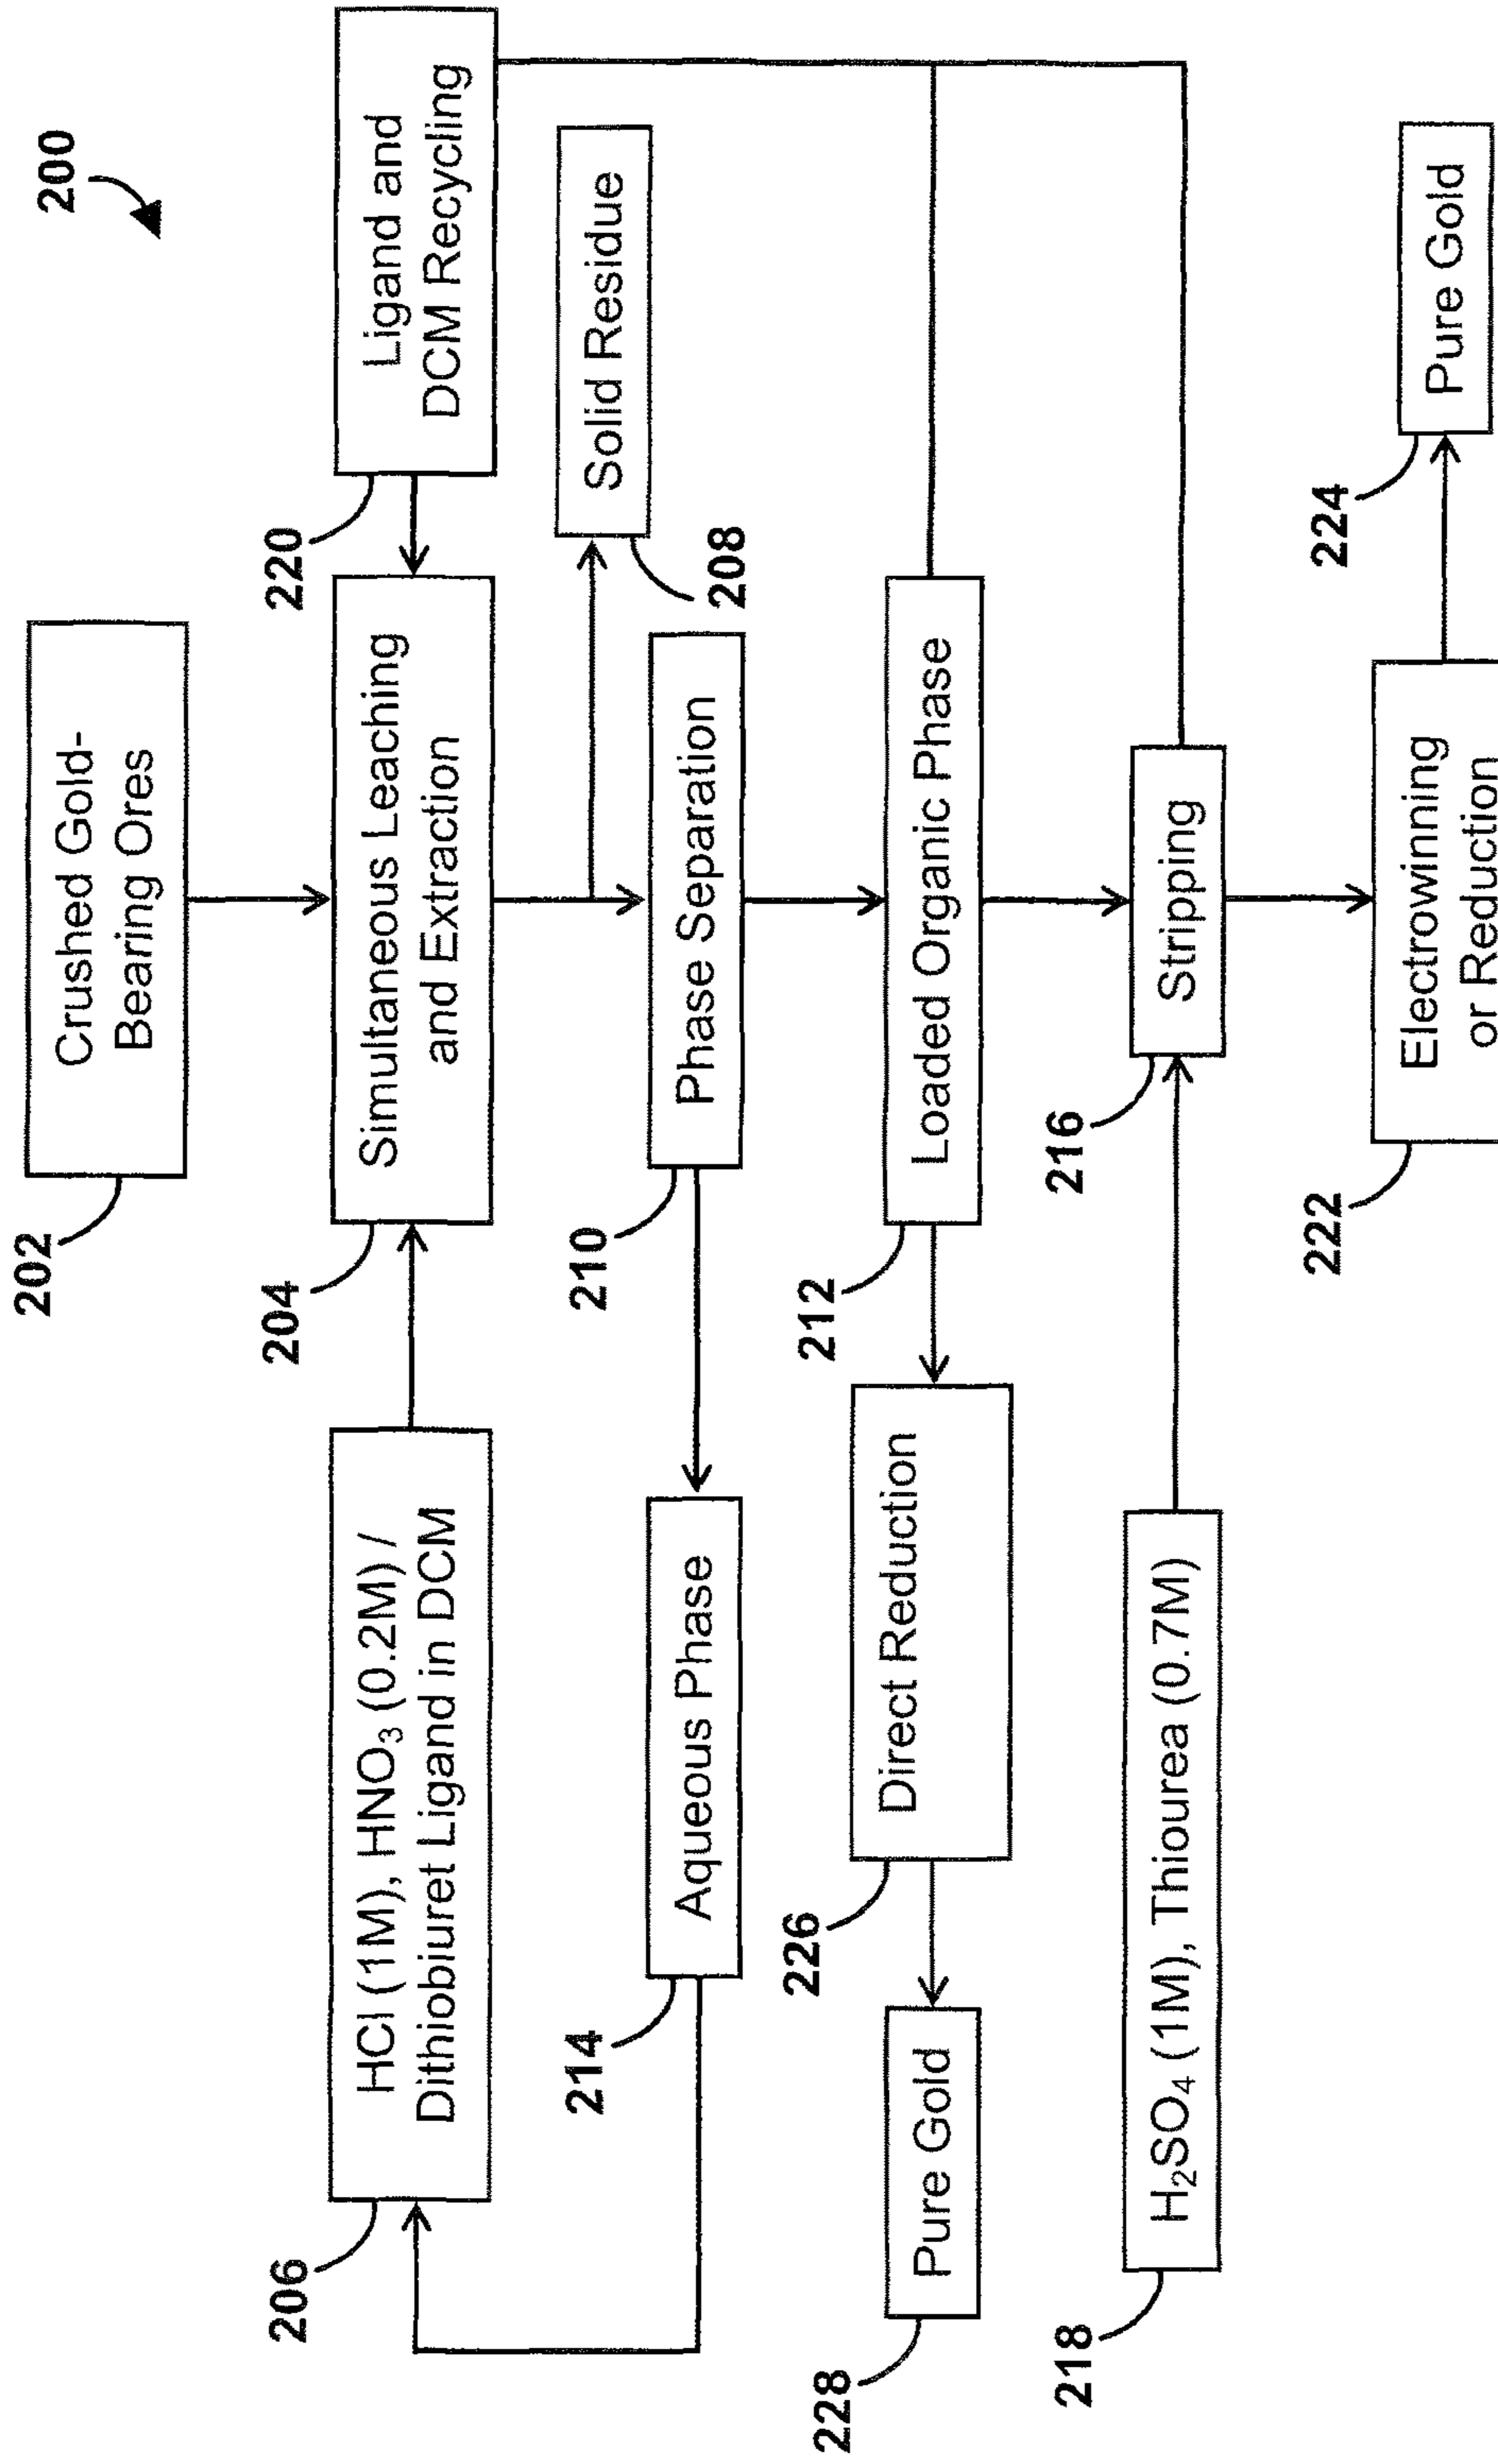 200
202
Crushed Gold-
Bearing Ores
206
HCl (1M), HNO₃ (0.2M) /
Dithiobiuret Ligand in DCM
204
Simultaneous Leaching
and Extraction
220
Ligand and
DCM Recycling
Solid Residue
208
214
Aqueous Phase
210
Phase Separation
228
Pure Gold
226
Direct Reduction
212
Loaded Organic Phase
218
H₂SO₄ (1M), Thiourea (0.7M)
216
Stripping
222
Electrowinning
or Reduction
224
Pure Gold